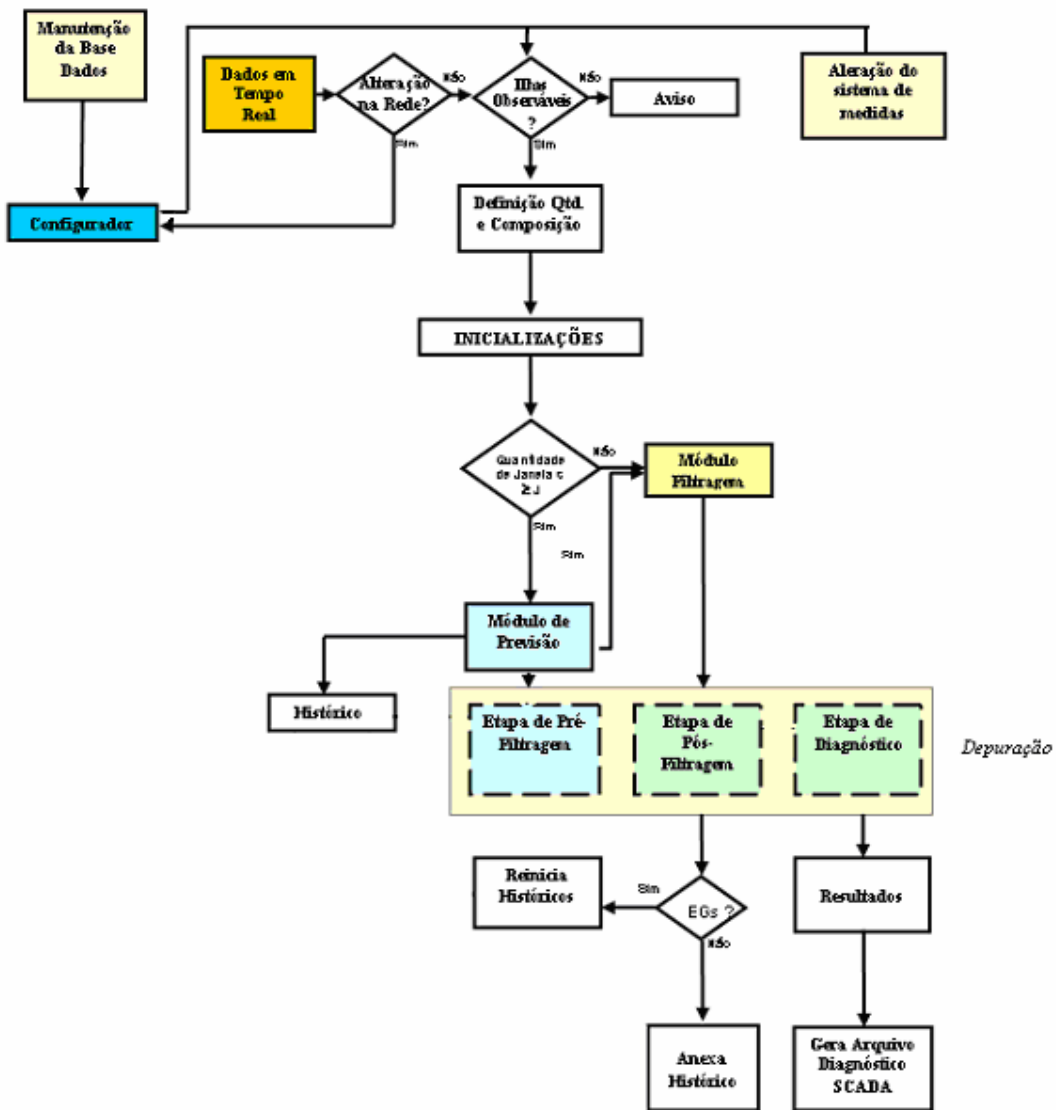 Manutenção
da Base
Dados
Dados em
Tempo
Real
Alteração
na Rede?
Não
Ilhas
Observáveis
?
Não
Aviso
Aleração do
sistema de
medidas
Sim
Sim
Configurador
Definição Qtd.
e Composição
INICIALIZAÇÕES
Quantidade
de Janelas
≥ J
Não
Módulo
Filtragem
Sim
Sim
Módulo de
Previsão
Histórico
Etapa de Pré-
Filtragem
Etapa de
Pós-
Filtragem
Etapa de
Diagnóstico
Depuração
Reinicia
Históricos
Sim
EGs ?
Não
Resultados
Anexa
Histórico
Gera Arquivo
Diagnóstico
SCADA